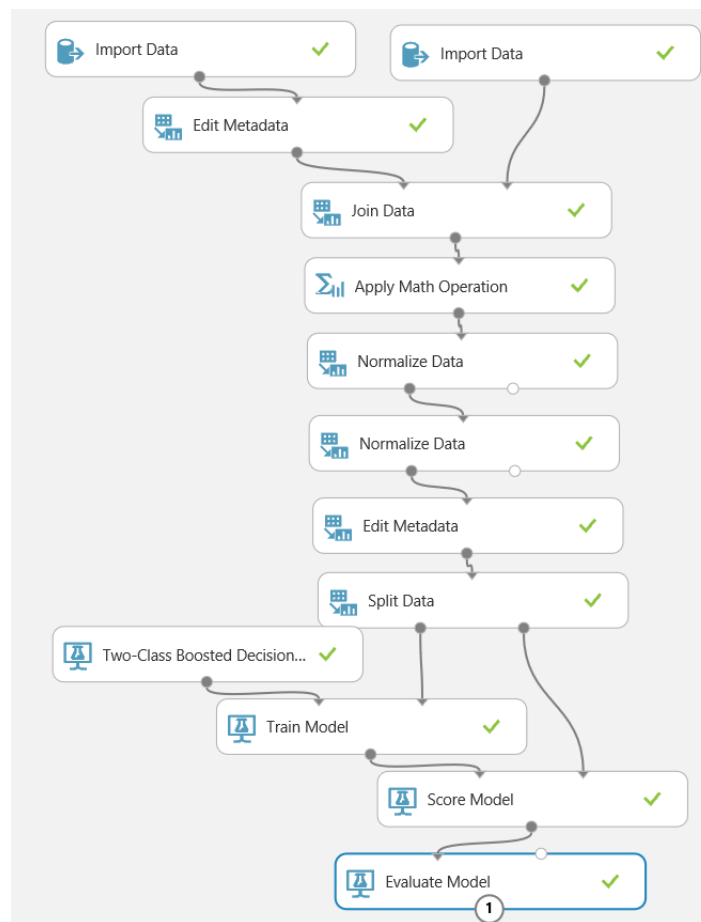 Import Data
Import Data
Edit Metadata
Join Data
Apply Math Operation
Normalize Data
Normalize Data
Edit Metadata
Split Data
Two-Class Boosted Decision...
Train Model
Score Model
Evaluate Model
1